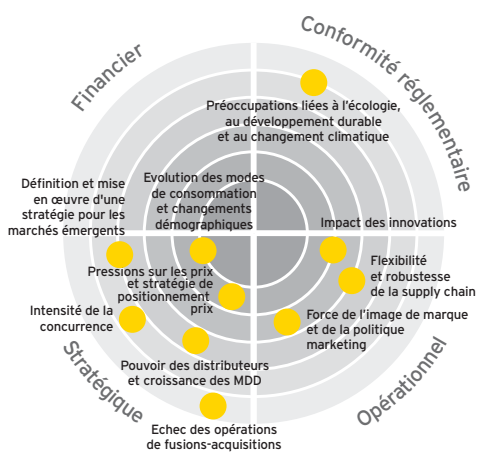 Financier
Conformité réglementaire
Préoccupations liées à l'écologie,
au développement durable
et au changement climatique
Evolution des modes
de consommation
et changements
démographiques
Définition et mise
en œuvre d'une
stratégie pour les
marchés émergents
Impact des innovations
Flexibilité
et robustesse
de la supply chain
Pressions sur les prix
et stratégie de
positionnement
prix
Intensité de la
concurrence
Force de l'image de marque
et de la politique
marketing
Pouvoir des distributeurs
et croissance des MDD
Stratégique
Opérationnel
Echec des opérations
de fusions-acquisitions